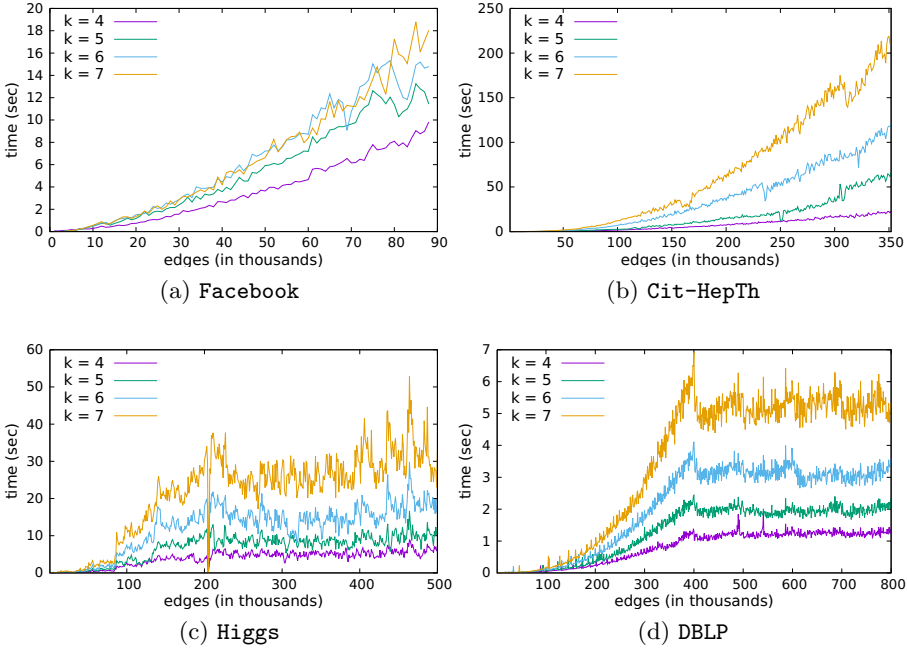 20
18
16
14
12
10
8
6
4
2
0
time (sec)
k = 4
k = 5
k = 6
k = 7
0 10 20 30 40 50 60 70 80 90
edges (in thousands)
(a) Facebook
250
200
150
100
50
0
time (sec)
k = 4
k = 5
k = 6
k = 7
50 100 150 200 250 300 350
edges (in thousands)
(b) Cit-HepTh
60
50
40
30
20
10
0
time (sec)
k = 4
k = 5
k = 6
k = 7
100 200 300 400 500
edges (in thousands)
(c) Higgs
7
6
5
4
3
2
1
0
time (sec)
k = 4
k = 5
k = 6
k = 7
100 200 300 400 500 600 700 800
edges (in thousands)
(d) DBLP